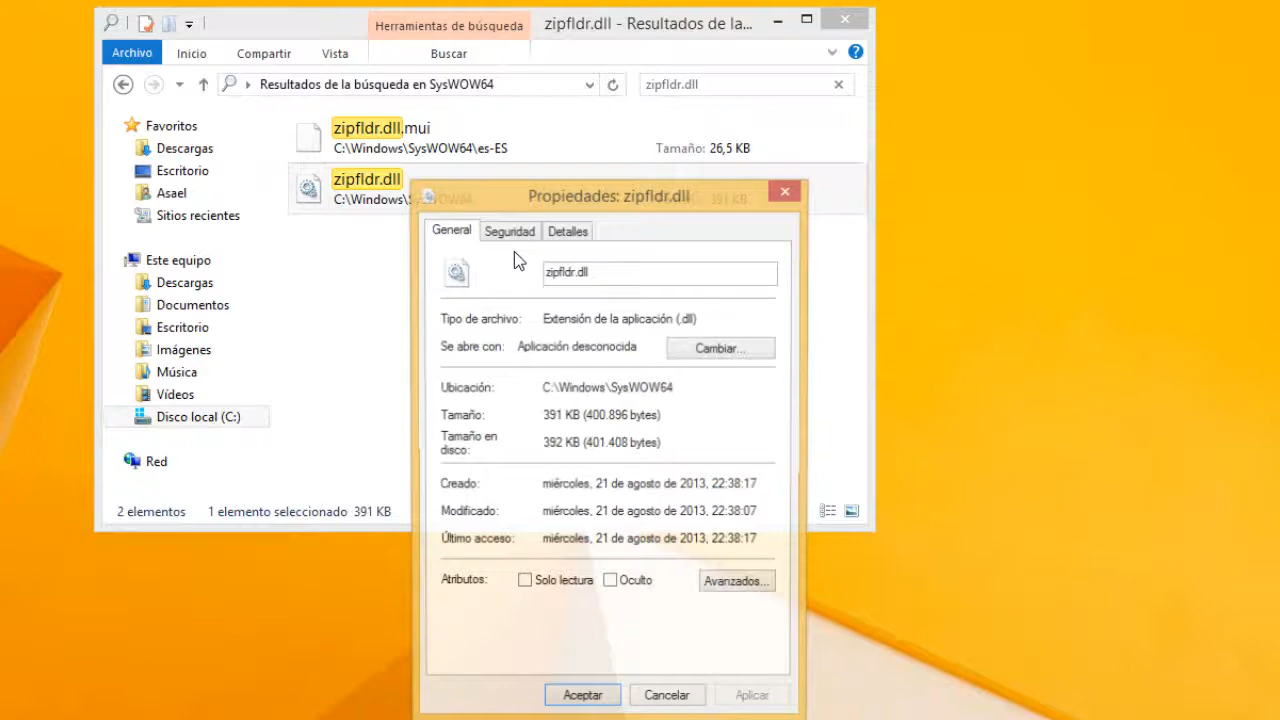 Herramientas de búsqueda
zipfldr.dll - Resultados de la...
Archivo
Inicio
Compartir
Vista
Buscar
Resultados de la búsqueda en SysWOW64
zipfldr.dll
Favoritos
Descargas
Escritorio
Asael
Sitios recientes
Este equipo
Descargas
Documentos
Escritorio
Imágenes
Música
Vídeos
Disco local (C:)
Red
zipfldr.dll.mui
C:\Windows\SysWOW64\es-ES
Tamaño: 26,5 KB
zipfldr.dll
C:\Windows\SysWOW64
391 KB
2 elementos
1 elemento seleccionado 391 KB
Propiedades: zipfldr.dll
General
Seguridad
Detalles
zipfldr.dll
Tipo de archivo: Extensión de la aplicación (.dll)
Se abre con: Aplicación desconocida
Cambiar...
Ubicación: C:\Windows\SysWOW64
Tamaño: 391 KB (400.896 bytes)
Tamaño en
disco:
392 KB (401.408 bytes)
Creado: miércoles, 21 de agosto de 2013, 22:38:17
Modificado: miércoles, 21 de agosto de 2013, 22:38:07
Último acceso: miércoles, 21 de agosto de 2013, 22:38:17
Atributos:
Solo lectura
Oculto
Avanzados...
Aceptar
Cancelar
Aplicar